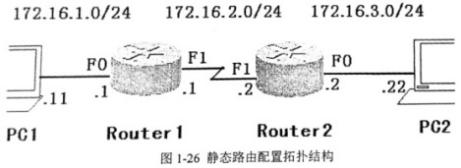 172.16.1.0/24 172.16.2.0/24 172.16.3.0/24
F0 F1 F1 F0
.11 .1 .1 .2 .2 .22
PC1 Router1 Router2 PC2
图 1-26 静态路由配置拓扑结构